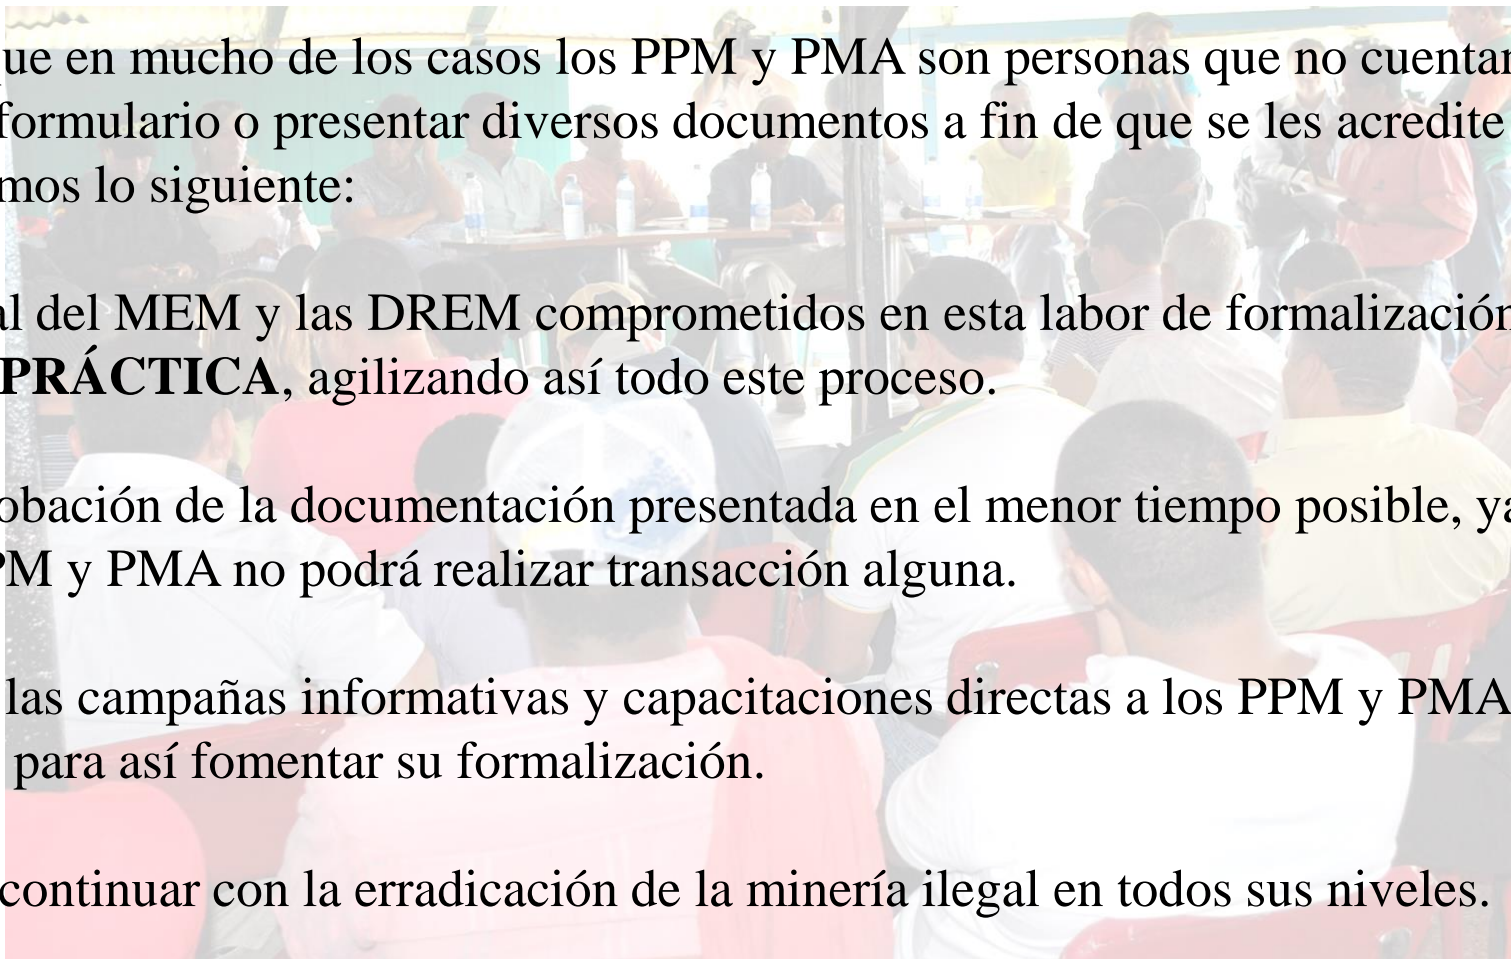 ue en mucho de los casos los PPM y PMA son personas que no cuentan
formulario o presentar diversos documentos a fin de que se les acredite
mos lo siguiente:
al del MEM y las DREM comprometidos en esta labor de formalización
PRÁCTICA, agilizando así todo este proceso.
obación de la documentación presentada en el menor tiempo posible, ya
PM y PMA no podrá realizar transacción alguna.
las campañas informativas y capacitaciones directas a los PPM y PMA
para así fomentar su formalización.
continuar con la erradicación de la minería ilegal en todos sus niveles.